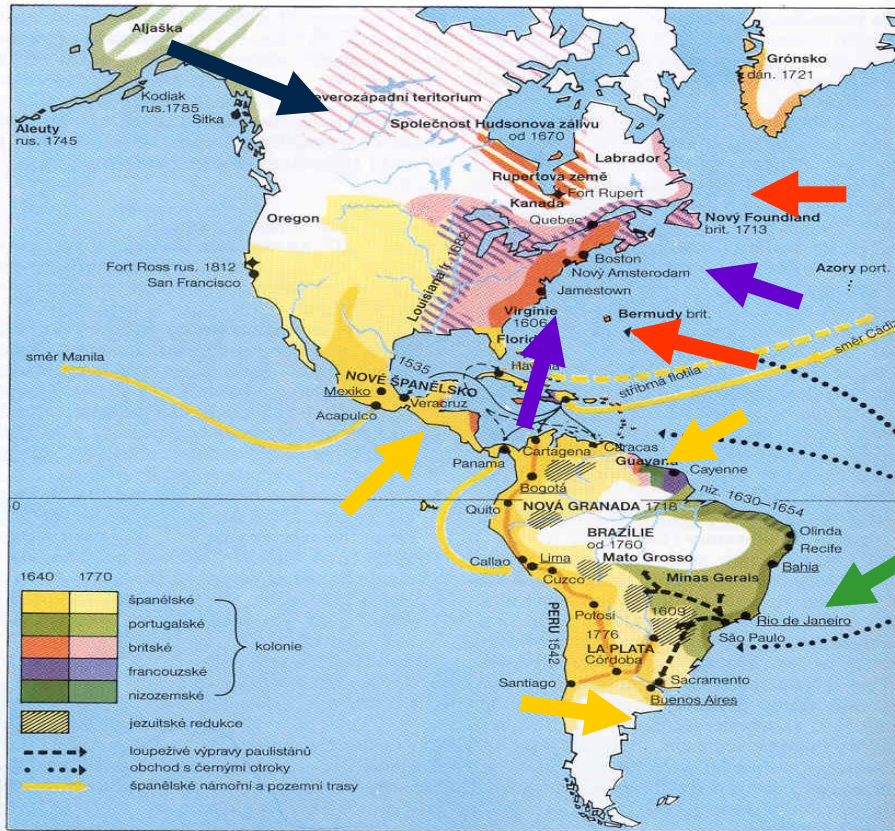 Aljaška
Grónsko
dán. 1721
Kodiak
rus.1785
Sitka
Aleuty
rus. 1745
everozápadní teritorium
Společnost Hudsonova zálivu
od 1670
Labrador
Rupertova země
Fort Rupert
Kanada
Quebec
Nový Foundland
brit. 1713
Oregon
Boston
Nový Amsterodam
Azory port.
Fort Ross rus. 1812
San Francisco
Louisiana fr. 1682
Jamestown
Virginie
1606
Bermudy brit.
Florid
směr Manila
1535
Havana
stříbrná flotila
směr Cádiz
NOVÉ ŠPANĚLSKO
Mexiko
Veracruz
Acapulco
Panama
Cartagena
Caracas
Guayana
Cayenne
Bogotá
niz. 1630–1654
0
Quito
NOVÁ GRANADA 1718
BRAZÍLIE
od 1760
Olinda
Recife
Mato Grosso
Bahia
Callao
Lima
Cuzco
Minas Gerais
1640
1770
PERU 1542
Potosí
1609
Rio de Janeiro
São Paulo
španělské
portugalské
britské
kolonie
francouzské
nizozemské
1776
LA PLATA
Córdoba
Santiago
Sacramento
Buenos Aires
jezuitské redukce
loupeživé výpravy paulistánů
obchod s černými otroky
španělské námořní a pozemní trasy